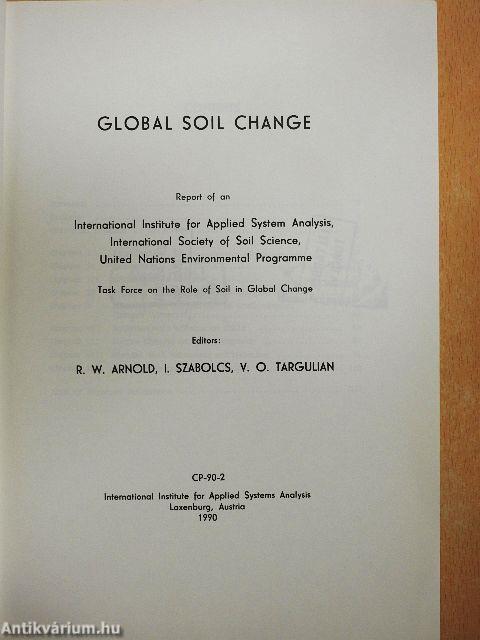 GLOBAL SOIL CHANGE
Report of an
International Institute for Applied System Analysis,
International Society of Soil Science,
United Nations Environmental Programme
Task Force on the Role of Soil in Global Change
Editors:
R. W. ARNOLD, I. SZABOLCS, V. O. TARGULIAN
CP-90-2
International Institute for Applied Systems Analysis
Laxenburg, Austria
1990
Antikvárium.hu